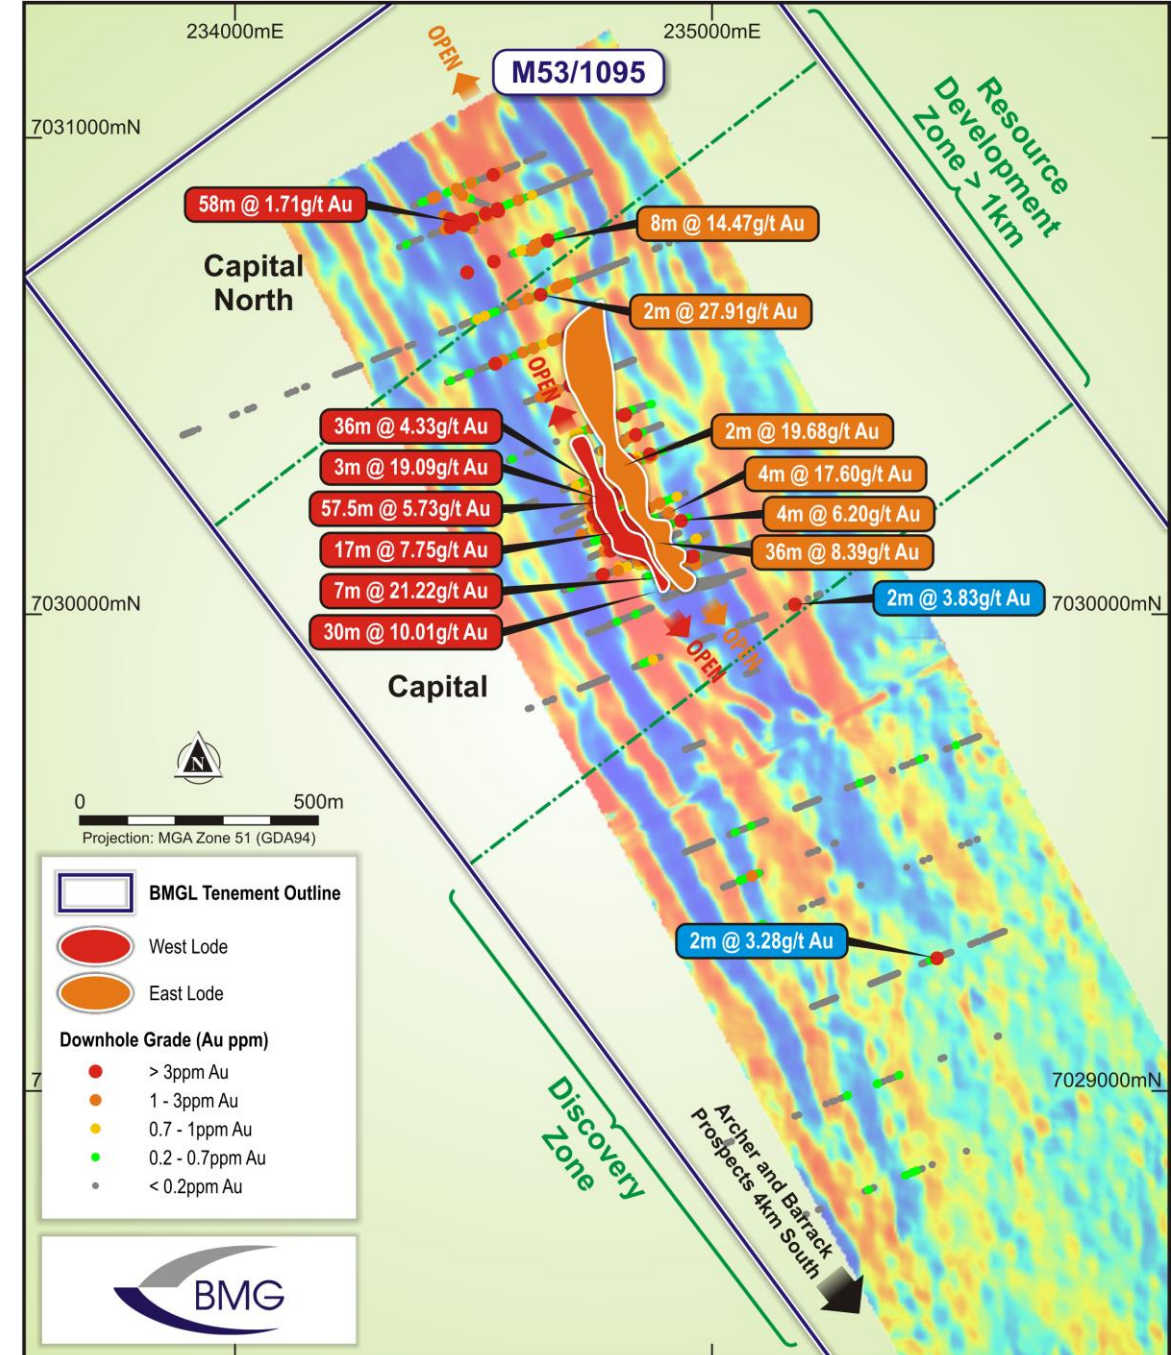 234000mE
235000mE
OPEN
M53/1095
7031000mN
Resource
Development
Zone > 1km
58m @ 1.71g/t Au
8m @ 14.47g/t Au
Capital
North
2m @ 27.91g/t Au
OPEN
36m @ 4.33g/t Au
2m @ 19.68g/t Au
3m @ 19.09g/t Au
4m @ 17.60g/t Au
57.5m @ 5.73g/t Au
4m @ 6.20g/t Au
17m @ 7.75g/t Au
36m @ 8.39g/t Au
7m @ 21.22g/t Au
2m @ 3.83g/t Au
7030000mN
30m @ 10.01g/t Au
OPEN
OPEN
Capital
N
0
500m
Projection: MGA Zone 51 (GDA94)
BMGL Tenement Outline
West Lode
East Lode
Downhole Grade (Au ppm)
> 3ppm Au
1 - 3ppm Au
0.7 - 1ppm Au
0.2 - 0.7ppm Au
< 0.2ppm Au
2m @ 3.28g/t Au
7029000mN
Discovery
Zone
Archer and Barrack
Prospects 4km South
BMG